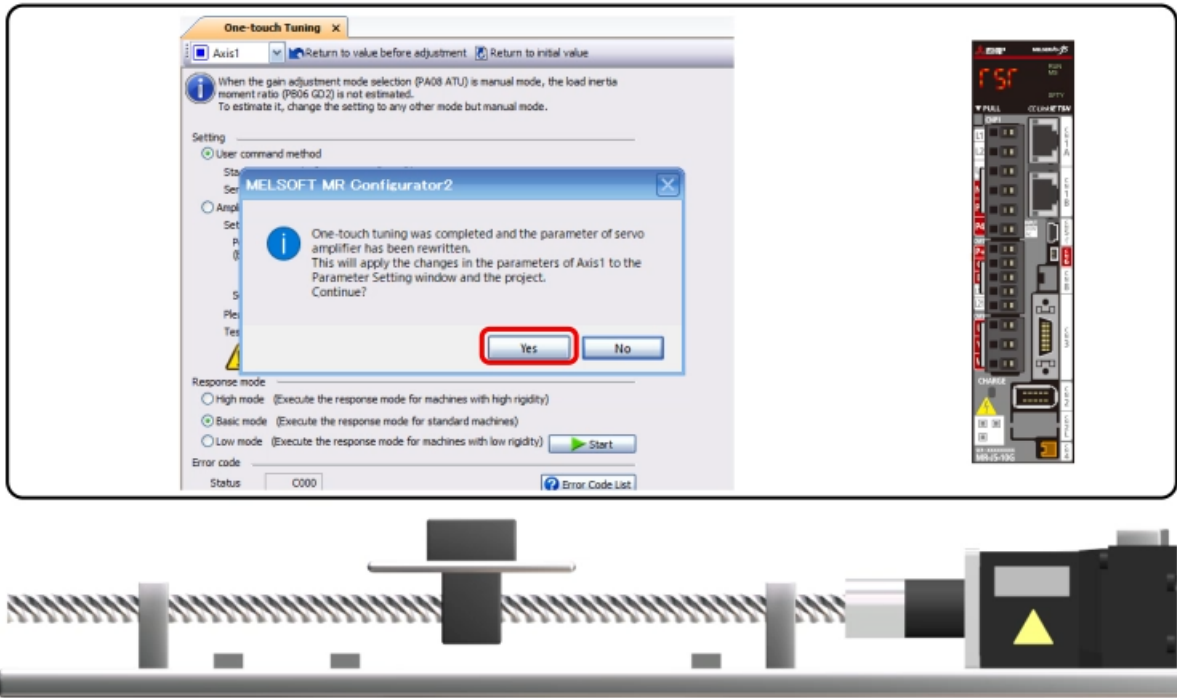 One-touch Tuning X
Axis1 Return to value before adjustment Return to initial value
When the gain adjustment mode selection (PA08 ATU) is manual mode, the load inertia
moment ratio (PB06 GD2) is not estimated.
To estimate it, change the setting to any other mode but manual mode.
Setting
User command method
MELSOFT MR Configurator2
One-touch tuning was completed and the parameter of servo
amplifier has been rewritten.
This will apply the changes in the parameters of Axis1 to the
Parameter Setting window and the project.
Continue?
Yes No
Response mode
High mode (Execute the response mode for machines with high rigidity)
Basic mode (Execute the response mode for standard machines)
Low mode (Execute the response mode for machines with low rigidity) Start
Error code
Status C000 Error Code List
PULL
CHARGE
MR-J5-10G